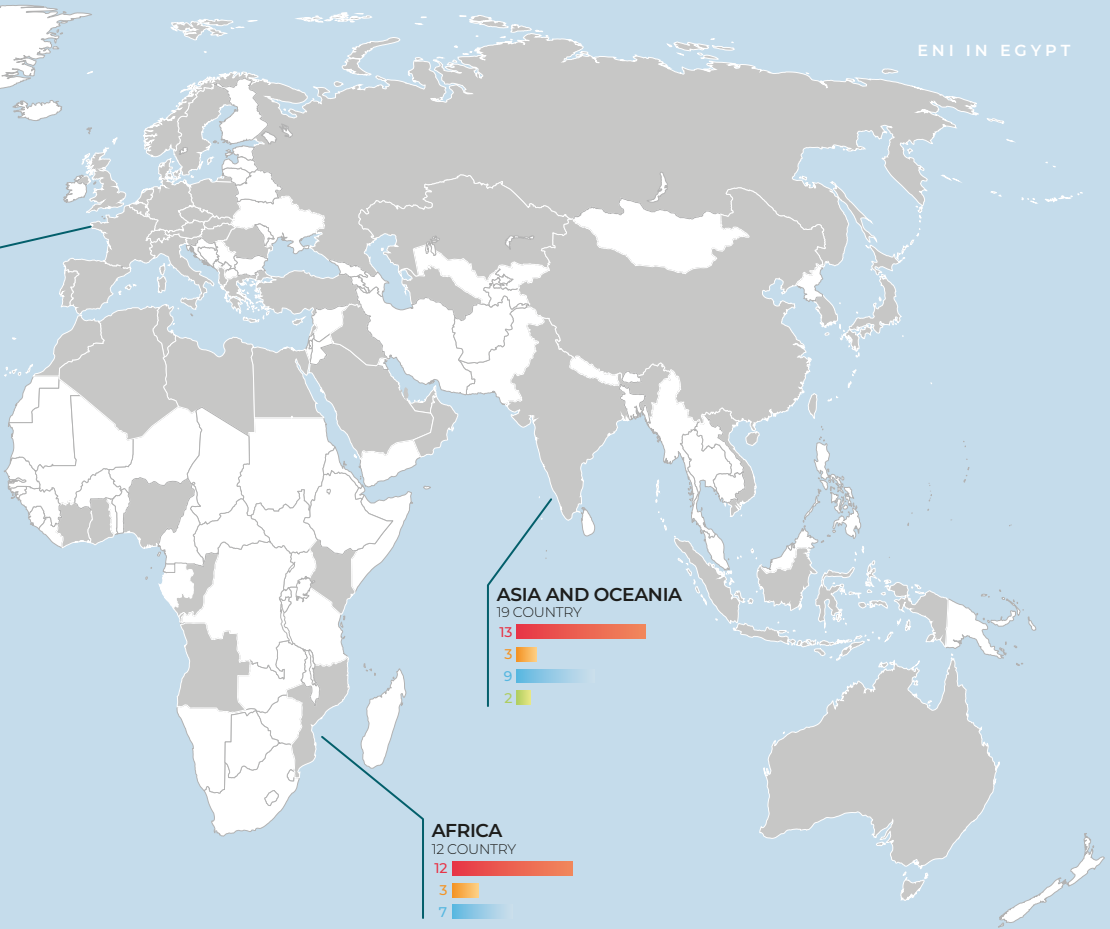 ENI IN EGYPT
ASIA AND OCEANIA
19 COUNTRY
13
3
9
2
AFRICA
12 COUNTRY
12
3
7